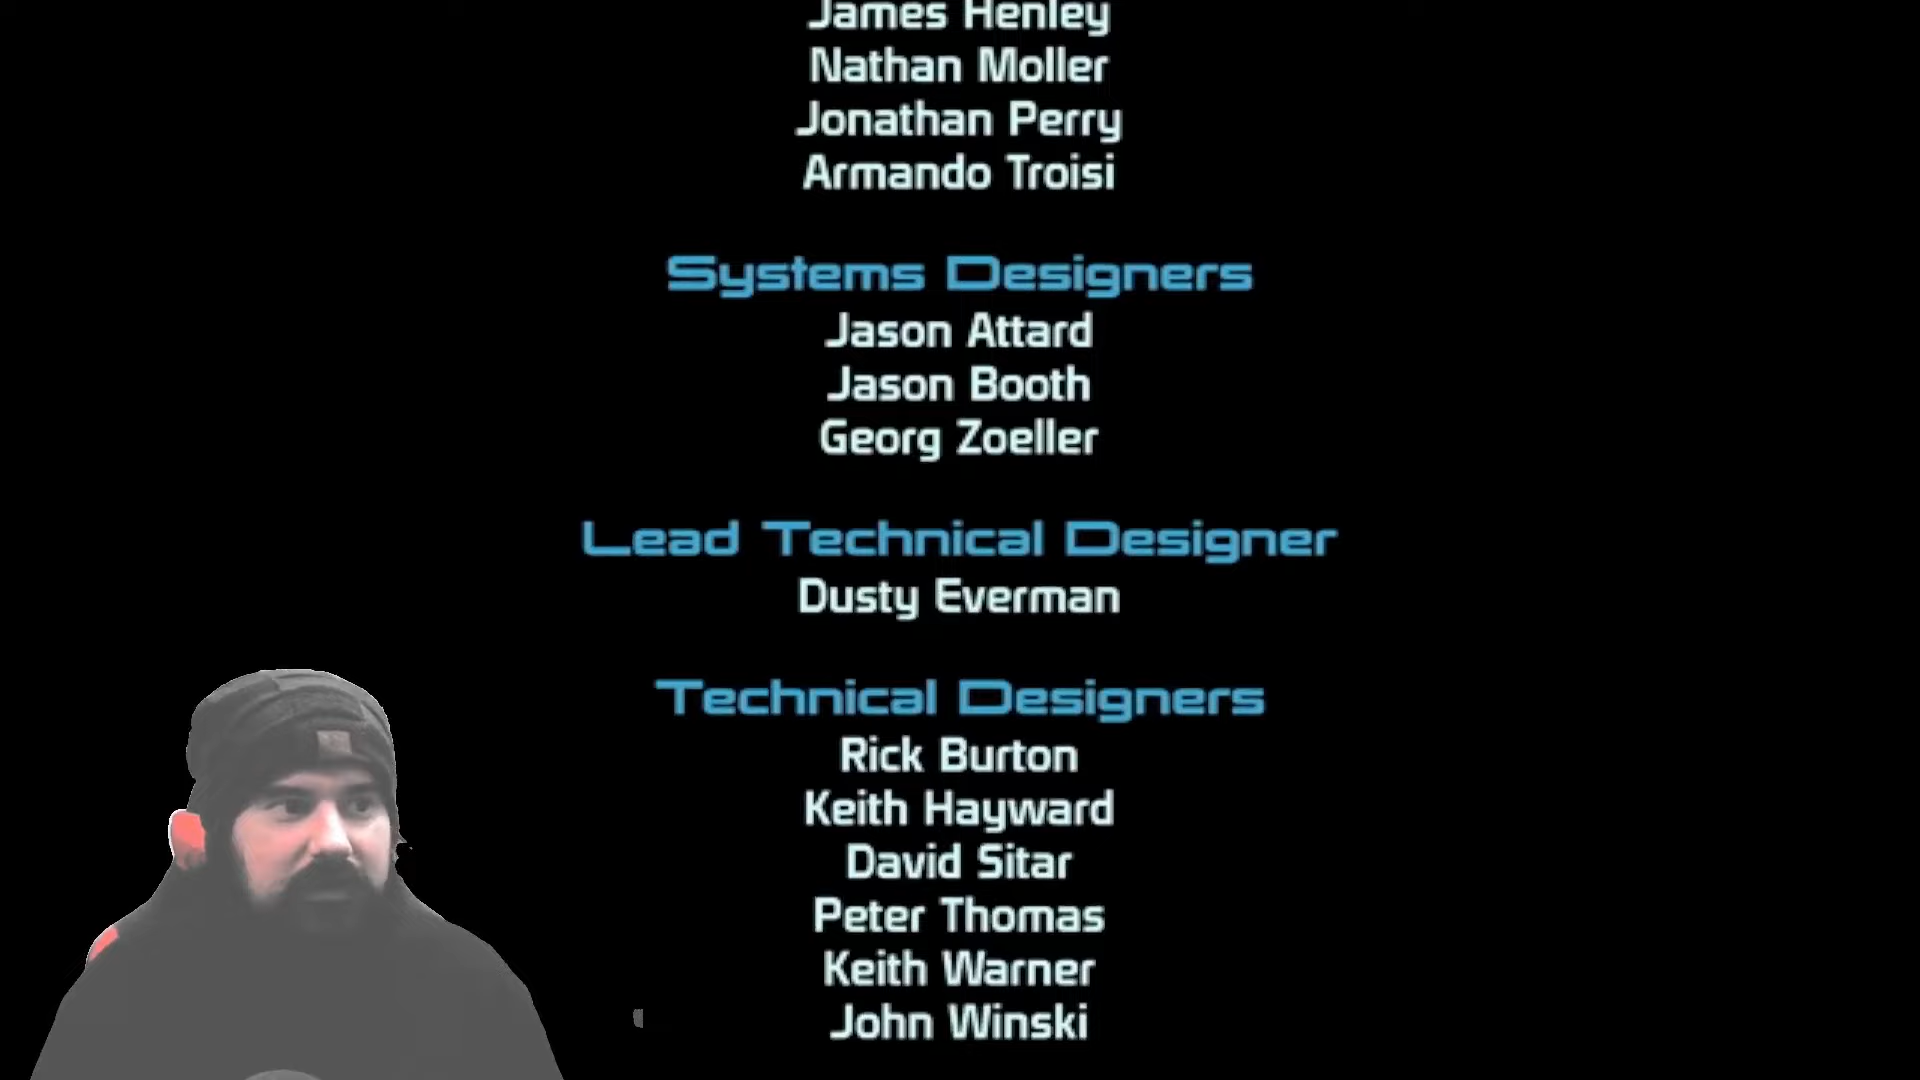 James Henley
Nathan Moller
Jonathan Perry
Armando Troisi
Systems Designers
Jason Attard
Jason Booth
Georg Zoeller
Lead Technical Designer
Dusty Everman
Technical Designers
Rick Burton
Keith Hayward
David Sitar
Peter Thomas
Keith Warner
John Winski